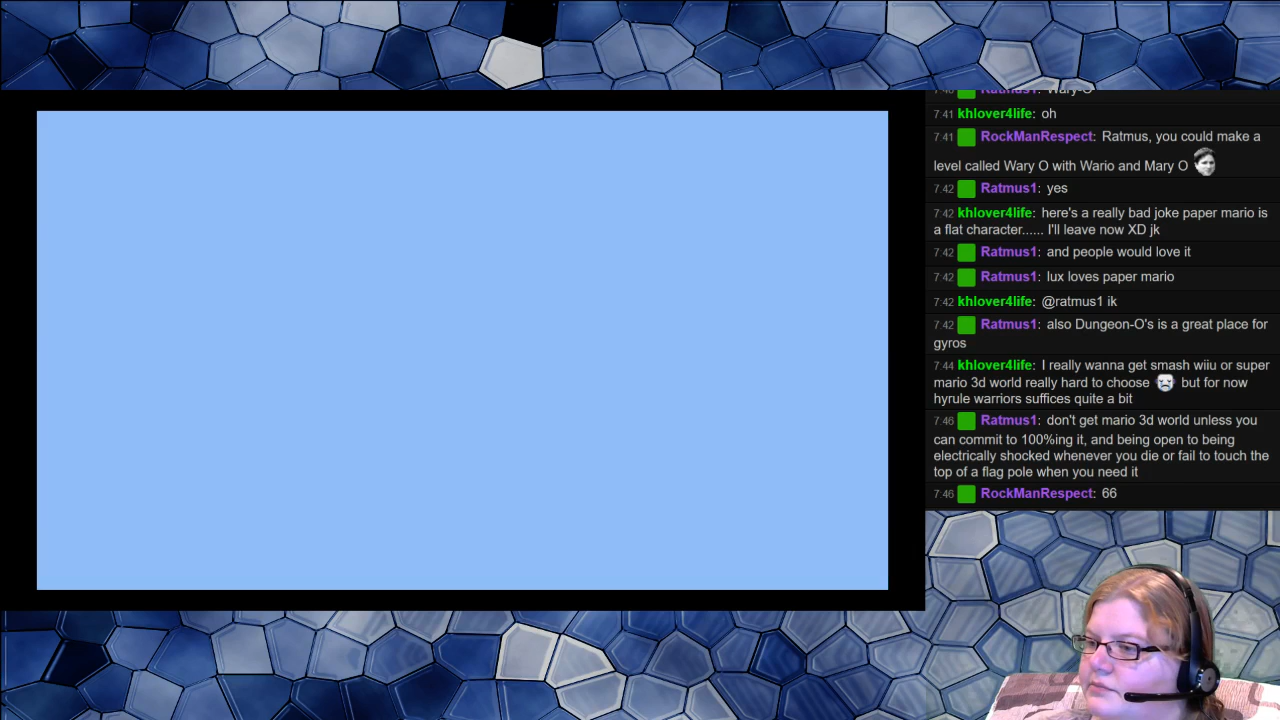 7:40 Ratmus1: Wary-O
7:41 khlover4life: oh
7:41 RockManRespect: Ratmus, you could make a
level called Wary O with Wario and Mary O
7:42 Ratmus1: yes
7:42 khlover4life: here's a really bad joke paper mario is
a flat character...... I'll leave now XD jk
7:42 Ratmus1: and people would love it
7:42 Ratmus1: lux loves paper mario
7:42 khlover4life: @ratmus1 ik
7:42 Ratmus1: also Dungeon-O's is a great place for
gyros
7:44 khlover4life: I really wanna get smash wiiu or super
mario 3d world really hard to choose but for now
hyrule warriors suffices quite a bit
7:46 Ratmus1: don't get mario 3d world unless you
can commit to 100%ing it, and being open to being
electrically shocked whenever you die or fail to touch the
top of a flag pole when you need it
7:46 RockManRespect: 66